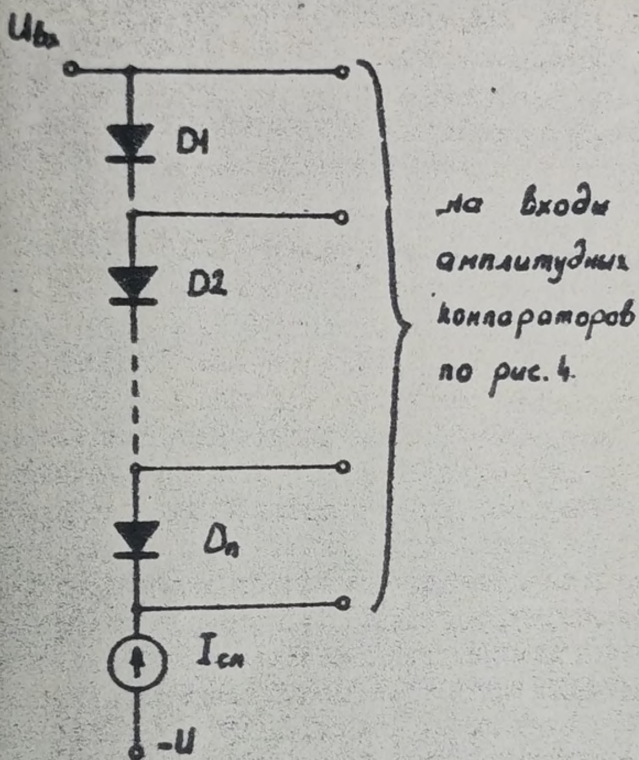 Uвх
D1
на входы
амплитудных
D2
компараторов
по рис. 4.
Dn
Iсм
-U